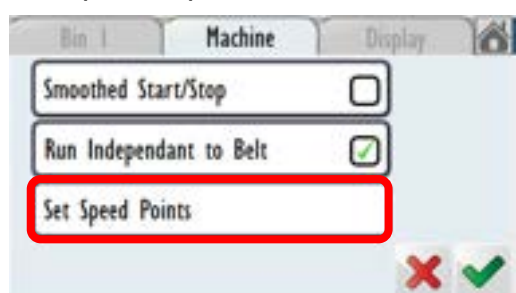 Bin 1 Machine Display
Smoothed Start/Stop
Run Independant to Belt
Set Speed Points